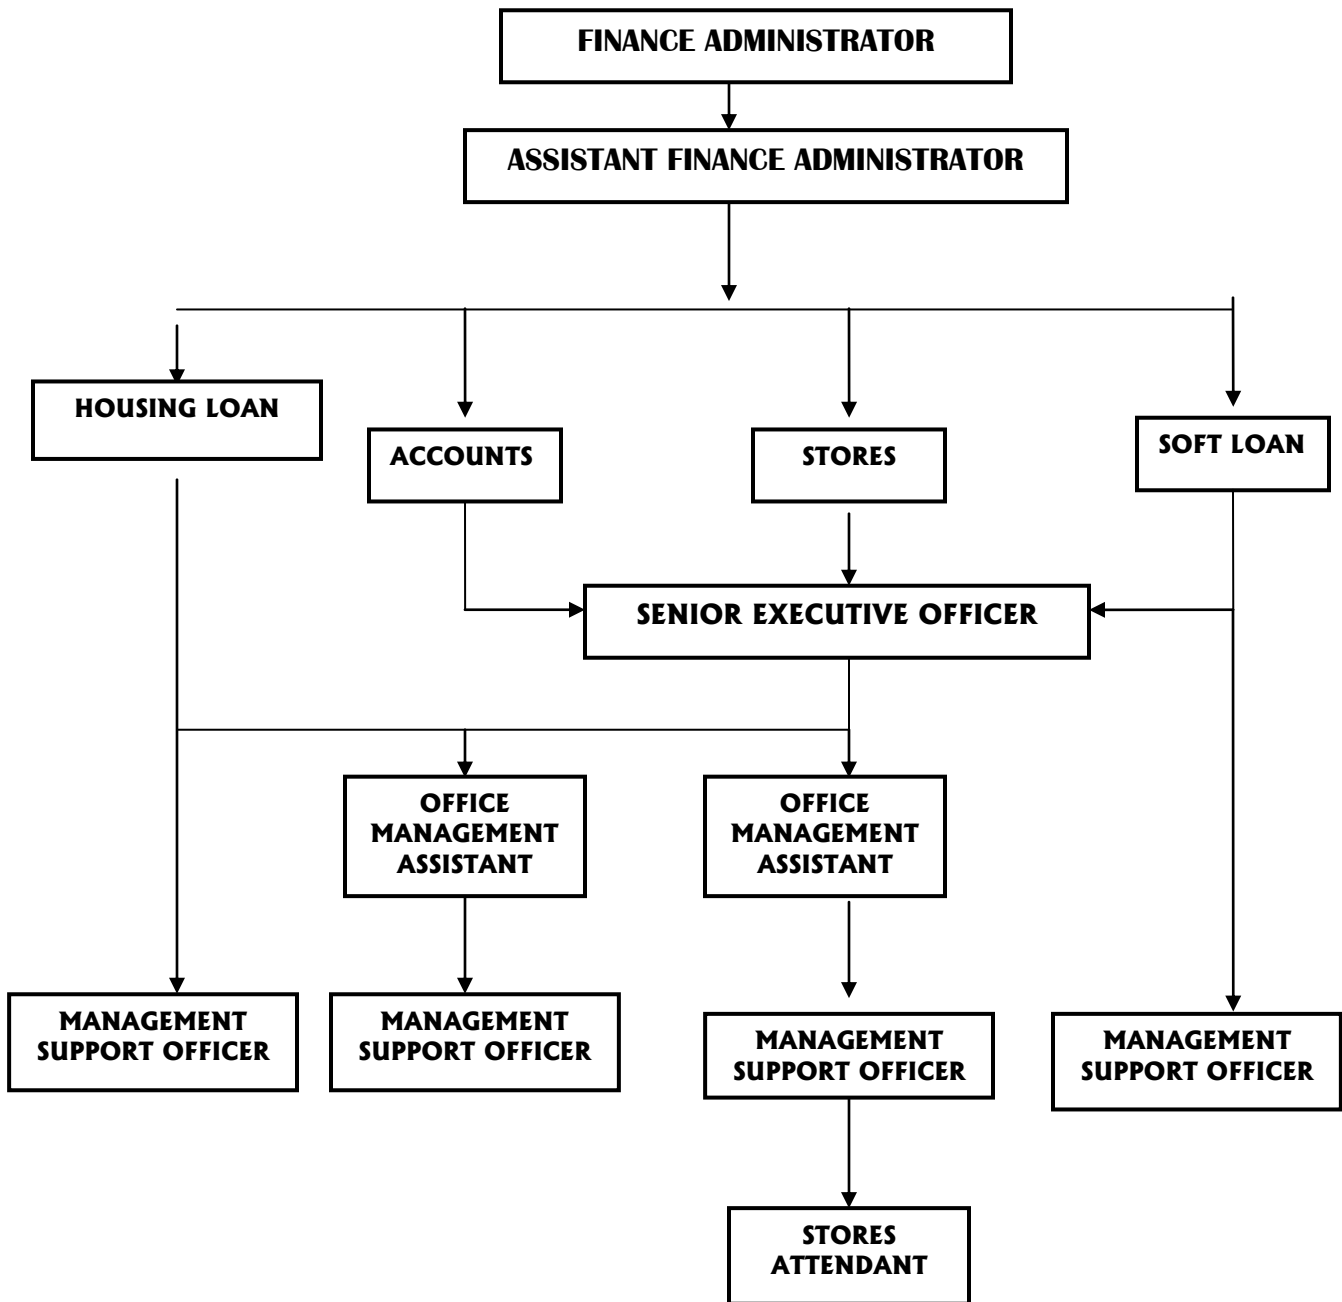 FINANCE ADMINISTRATOR
ASSISTANT FINANCE ADMINISTRATOR
HOUSING LOAN
ACCOUNTS
STORES
SOFT LOAN
SENIOR EXECUTIVE OFFICER
OFFICE
MANAGEMENT
ASSISTANT
OFFICE
MANAGEMENT
ASSISTANT
MANAGEMENT
SUPPORT OFFICER
MANAGEMENT
SUPPORT OFFICER
MANAGEMENT
SUPPORT OFFICER
MANAGEMENT
SUPPORT OFFICER
STORES
ATTENDANT